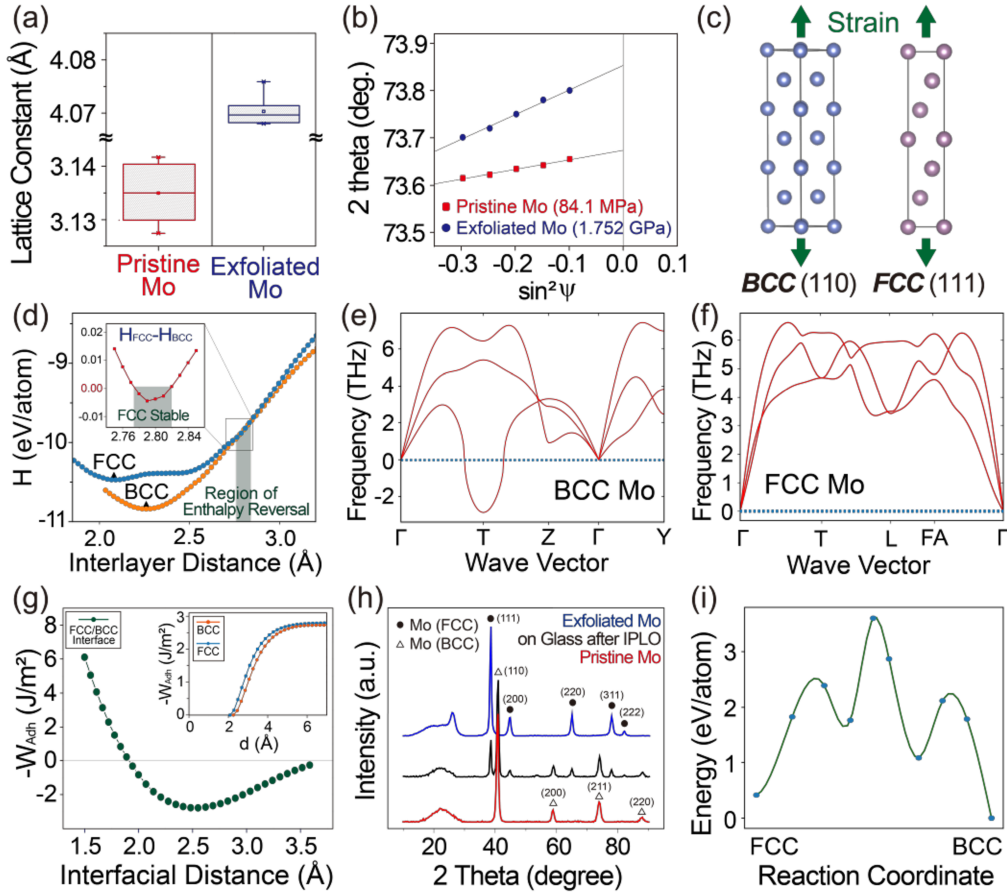 (a)
Lattice Constant (Å)
4.08
4.07
≈
≈
3.14
3.13
Pristine
Mo
Exfoliated
Mo
(b)
2 theta (deg.)
73.9
73.8
73.7
73.6
73.5
Pristine Mo (84.1 MPa)
Exfoliated Mo (1.752 GPa)
-0.3 -0.2 -0.1 0.0 0.1
sin²Ψ
(c)
Strain
BCC (110) FCC (111)
(d)
H (eV/atom)
-9
-10
-11
0.02
0.01
0.00
-0.01
HFCC-HBCC
FCC Stable
2.76 2.80 2.84
FCC
BCC
Region of
Enthalpy Reversal
2.0 2.5 3.0
Interlayer Distance (Å)
(e)
Frequency (THz)
6
4
2
0
-2
BCC Mo
Γ T Z Γ Y
Wave Vector
(f)
Frequency (THz)
6
5
4
3
2
1
0
FCC Mo
Γ T L FA Γ
Wave Vector
(g)
-WAdh (J/m²)
8
6
4
2
0
-2
FCC/BCC
Interface
-WAdh (J/m²)
3
2
1
0
BCC
FCC
0 2 4 6
d (Å)
1.5 2.0 2.5 3.0 3.5
Interfacial Distance (Å)
(h)
Intensity (a.u.)
Mo (FCC)
Mo (BCC)
Exfoliated Mo
on Glass after IPLO
Pristine Mo
(111)
(110)
(200)
(220)
(311)
(222)
(200)
(211)
(220)
20 40 60 80
2 Theta (degree)
(i)
Energy (eV/atom)
4
3
2
1
0
FCC BCC
Reaction Coordinate